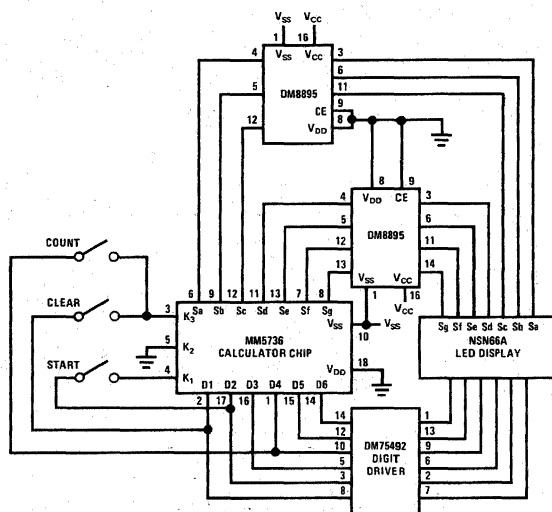 VSS VCC
1 16
4 VSS VCC 3
6
5 DM8895 11
CE 9
12 VDD 8
8 9
4 VDD CE 3
5 6
DM8895
12 11
13 14
VSS VCC
1 16
VCC
COUNT
CLEAR
START
6 9 12 11 13 7 8
Sa Sb Sc Sd Se Sf Sg
3 K3
VSS
10 VSS
5 K2
MM5736
CALCULATOR CHIP
4 K1
VDD 18
D1 D2 D3 D4 D5 D6
2 17 16 1 15 14
Sg Sf Se Sd Sc Sb Sa
NSN66A
LED DISPLAY
14 1
12 13
10 DM75492 9
5 DIGIT 6
3 DRIVER 2
8 7